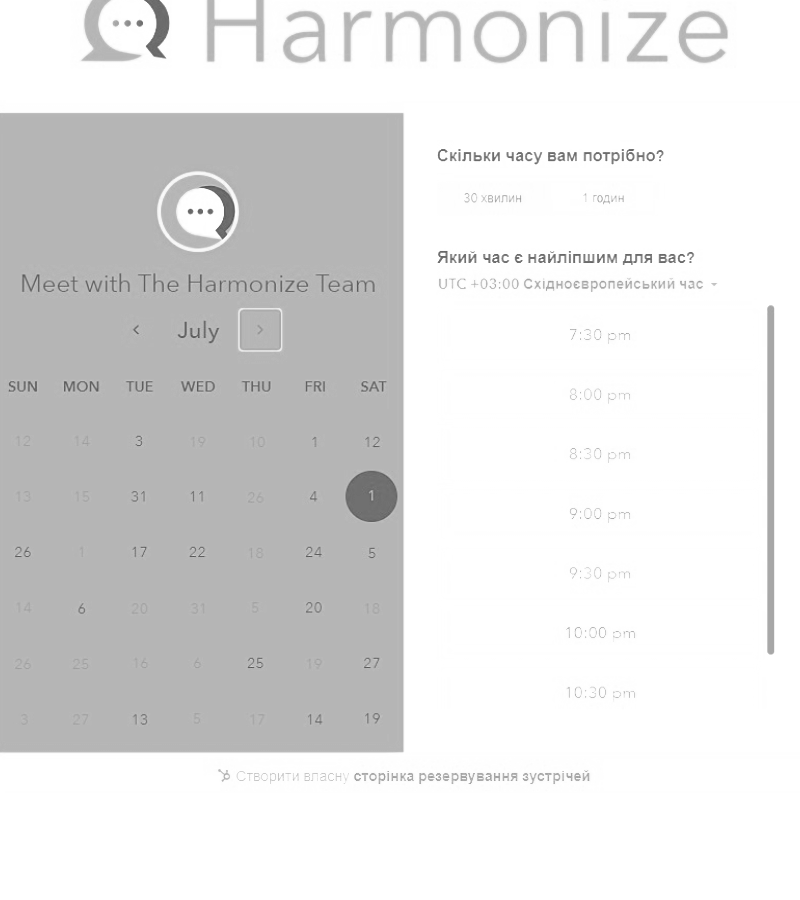 Harmonize
Meet with The Harmonize Team
July
SUN MON TUE WED THU FRI SAT
12 14 3 19 10 1 12
13 15 31 11 26 4 1
26 1 17 22 18 24 5
14 6 20 31 5 20 18
26 25 16 6 25 19 27
3 27 13 5 17 14 19
Скільки часу вам потрібно?
30 хвилин 1 годин
Який час є найліпшим для вас?
UTC +03:00 Східноєвропейський час
7:30 pm
8:00 pm
8:30 pm
9:00 pm
9:30 pm
10:00 pm
10:30 pm
Створити власну сторінка резервування зустрічей